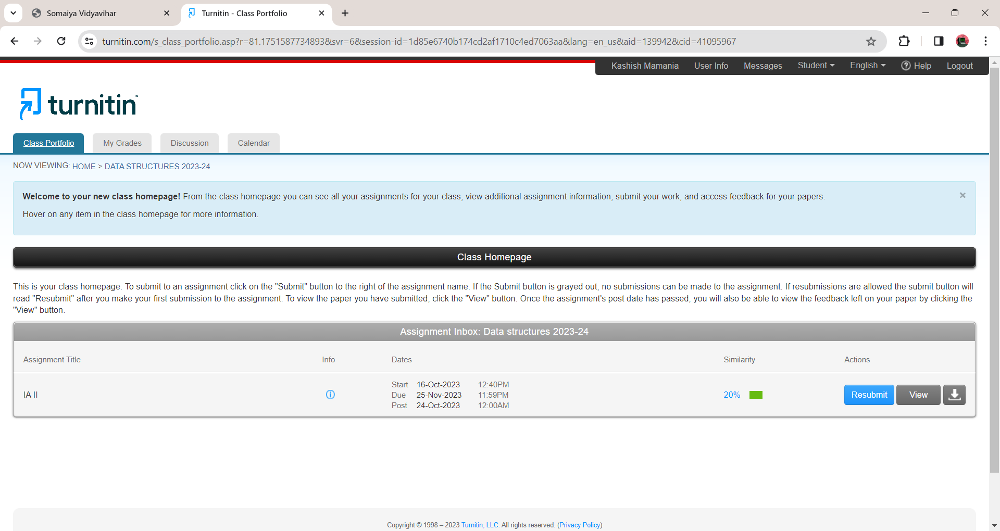 Somaiya Vidyavihar
Turnitin - Class Portfolio
turnitin.com/s_class_portfolio.asp?r=81.1751587734893&svr=6&session-id=1d85e6740b174cd2af1710c4ed7063aa&lang=en_us&aid=139942&cid=41095967
Kashish Mamania User Info Messages Student English ? Help Logout
turnitin™
Class Portfolio My Grades Discussion Calendar
NOW VIEWING: HOME > DATA STRUCTURES 2023-24
Welcome to your new class homepage! From the class homepage you can see all your assignments for your class, view additional assignment information, submit your work, and access feedback for your papers.
Hover on any item in the class homepage for more information.
Class Homepage
This is your class homepage. To submit to an assignment click on the "Submit" button to the right of the assignment name. If the Submit button is grayed out, no submissions can be made to the assignment. If resubmissions are allowed the submit button will
read "Resubmit" after you make your first submission to the assignment. To view the paper you have submitted, click the "View" button. Once the assignment's post date has passed, you will also be able to view the feedback left on your paper by clicking the
"View" button.
Assignment Inbox: Data structures 2023-24
Assignment Title Info Dates Similarity Actions
Start 16-Oct-2023 12:40PM
IA II Due 25-Nov-2023 11:59PM 20% Resubmit View
Post 24-Oct-2023 12:00AM
Copyright © 1998 – 2023 Turnitin, LLC. All rights reserved. (Privacy Policy)